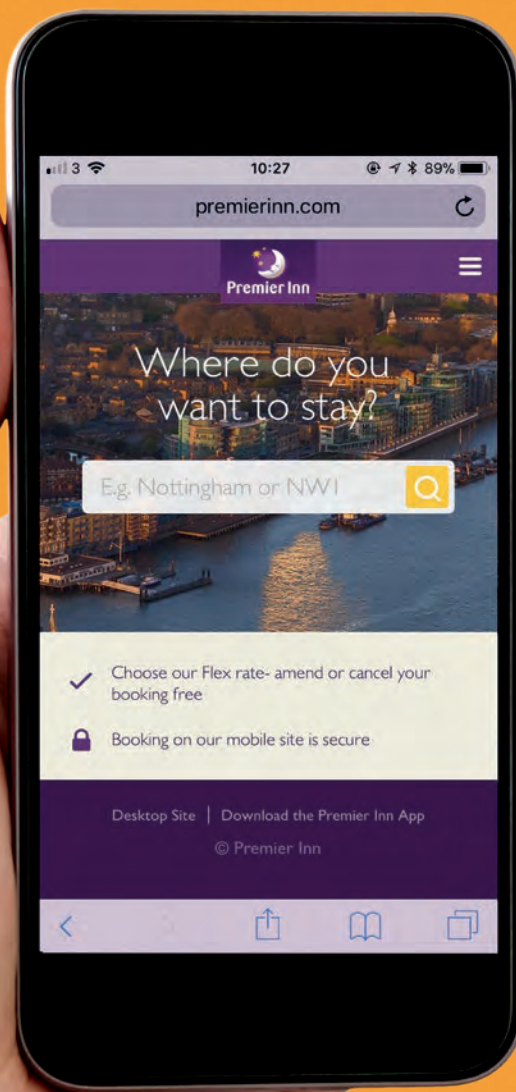 3 10:27 89%
premierinn.com
Premier Inn
Where do you
want to stay?
E.g. Nottingham or NW1
Choose our Flex rate- amend or cancel your
booking free
Booking on our mobile site is secure
Desktop Site | Download the Premier Inn App
© Premier Inn